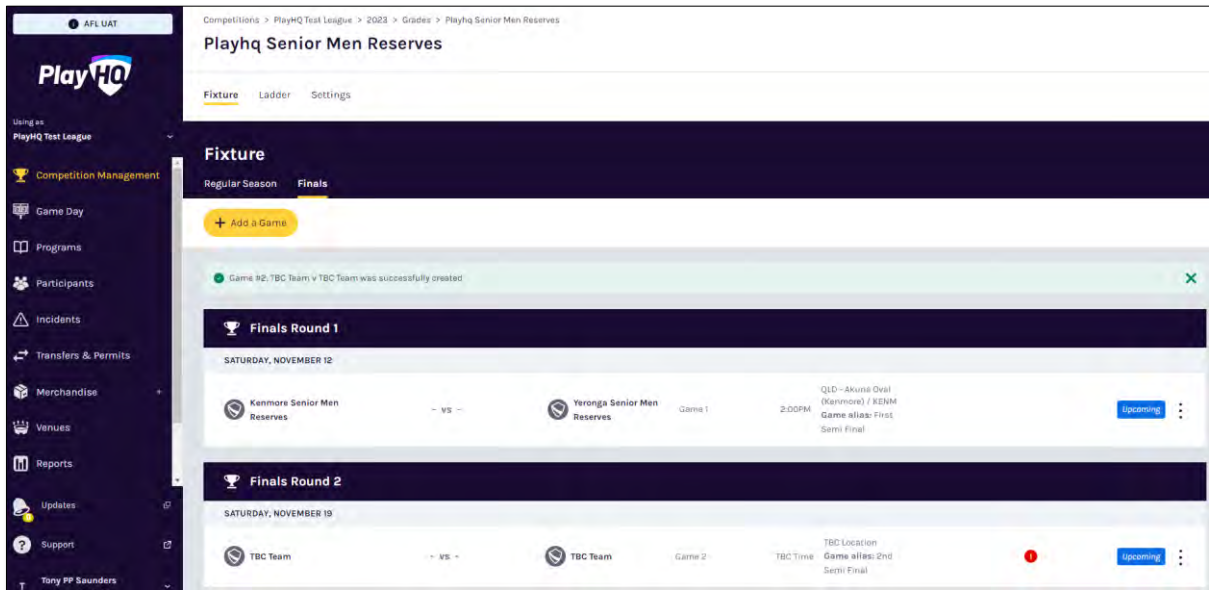 AFL UAT
PlayHQ
Using as
PlayHQ Test League
Competition Management
Game Day
Programs
Participants
Incidents
Transfers & Permits
Merchandise +
Venues
Reports
Updates
Support
Tony PP Saunders
T
Competitions > PlayHQ Test League > 2023 > Grades > Playhq Senior Men Reserves
Playhq Senior Men Reserves
Fixture Ladder Settings
Fixture
Regular Season Finals
+ Add a Game
Game #2, TBC Team v TBC Team was successfully created
Finals Round 1
SATURDAY, NOVEMBER 12
Kenmore Senior Men
Reserves
- VS -
Yeronga Senior Men
Reserves
Game 1
2:00PM
QLD - Akuna Oval
(Kenmore) / KENM
Game alias: First
Semi Final
Upcoming
Finals Round 2
SATURDAY, NOVEMBER 19
TBC Team
- VS -
TBC Team
Game 2
TBC Time
TBC Location
Game alias: 2nd
Semi Final
Upcoming